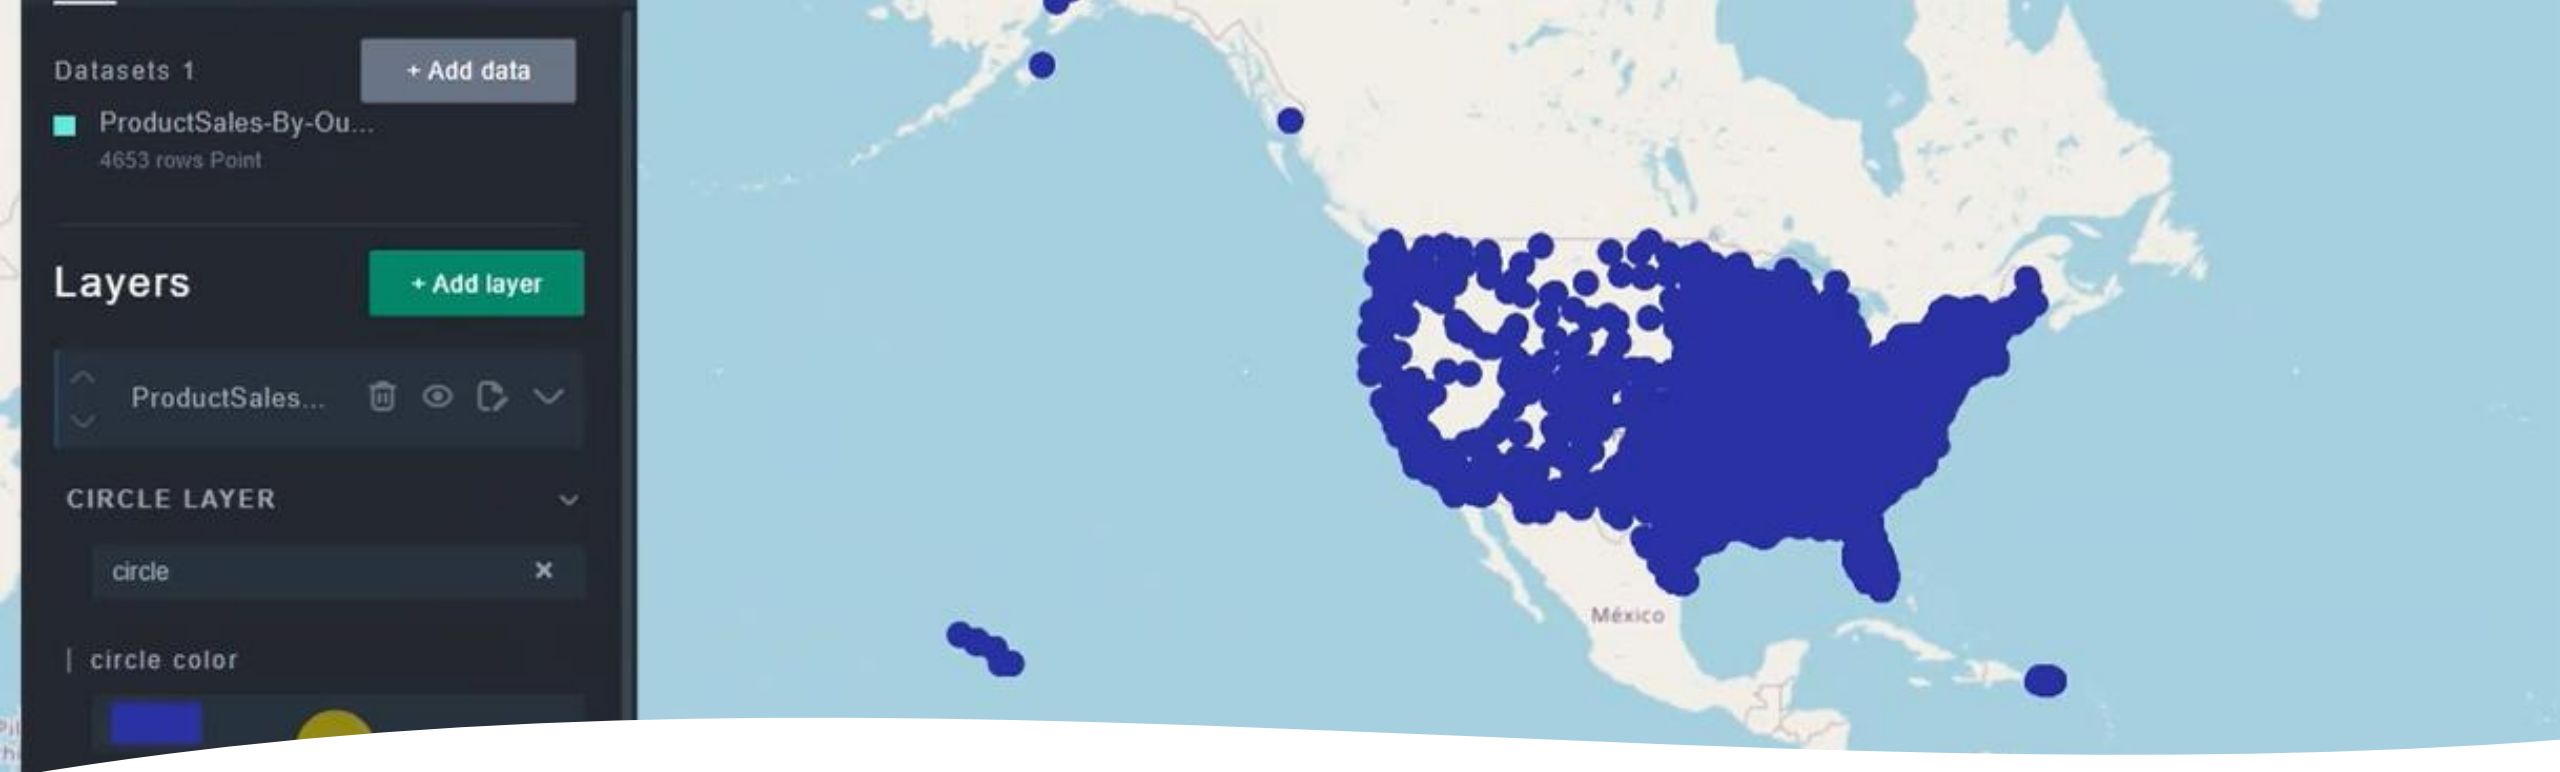 Datasets 1
+ Add data
ProductSales-By-Ou...
4653 rows Point
Layers
+ Add layer
ProductSales...
CIRCLE LAYER
circle
circle color
México